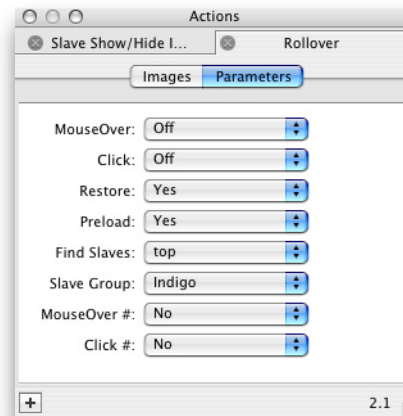 Actions
Slave Show/Hide I... Rollover
Images Parameters
MouseOver: Off
Click: Off
Restore: Yes
Preload: Yes
Find Slaves: top
Slave Group: Indigo
MouseOver #: No
Click #: No
2.1